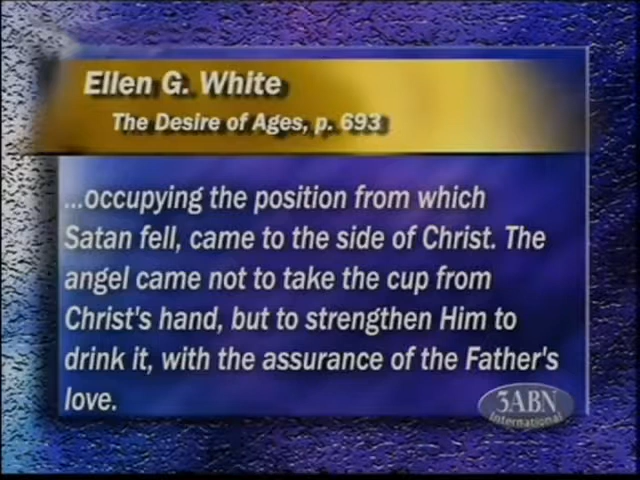 Ellen G. White
The Desire of Ages, p. 693
...occupying the position from which
Satan fell, came to the side of Christ. The
angel came not to take the cup from
Christ's hand, but to strengthen Him to
drink it, with the assurance of the Father's
love.
3ABN
International